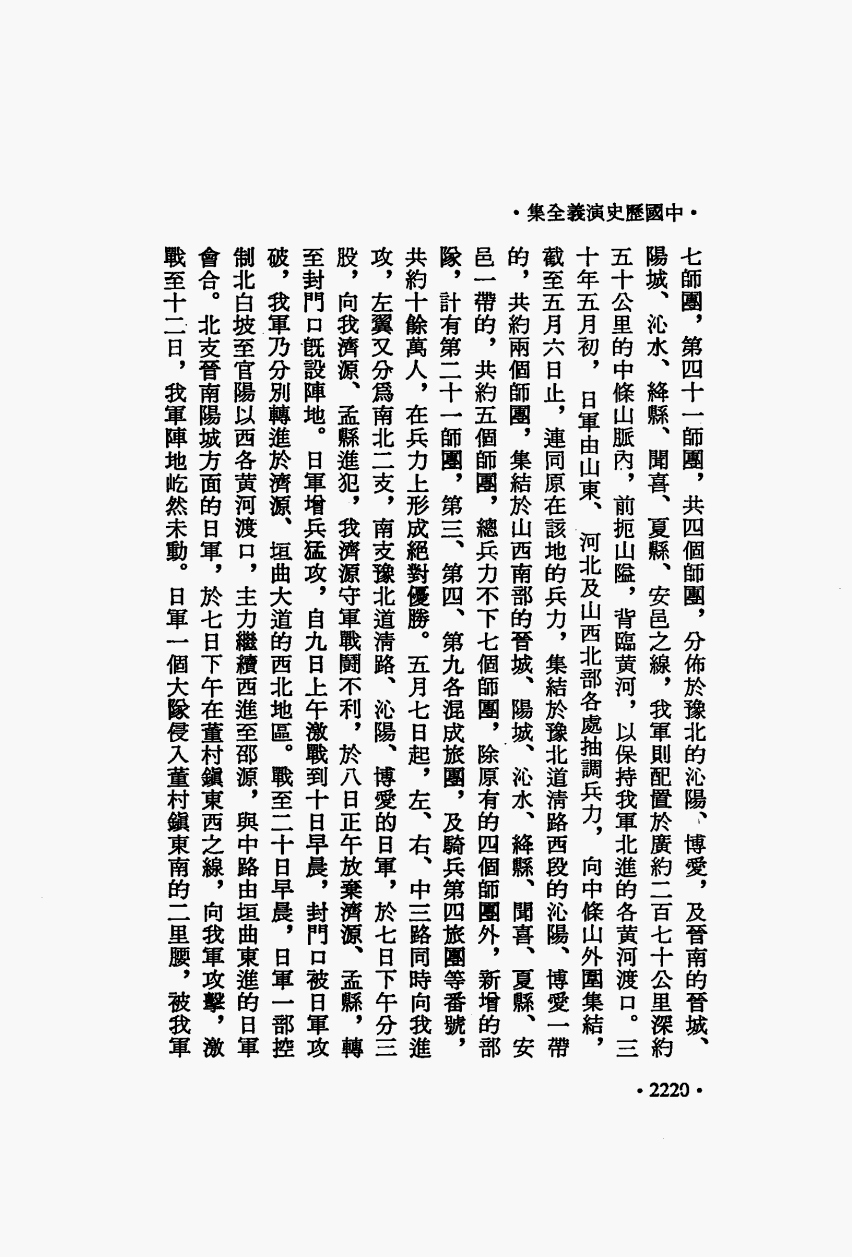 •中國歷史演義全集•
七師團，第四十一師團，共四個師團，分佈於豫北的沁陽、博愛，及晉南的晉城、
陽城、沁水、絳縣、聞喜、夏縣、安邑之線，我軍則配置於廣約二百七十公里深約
五十公里的中條山脈內，前扼山隘，背臨黄河，以保持我軍北進的各黄河渡口。三
十年五月初，日軍由山東、河北及山西北部各處抽調兵力，向中條山外圍集結，
截至五月六日止，連同原在該地的兵力，集結於豫北道清路西段的沁陽、博愛一帶
的，共約兩個師團，集結於山西南部的晉城、陽城、沁水、絳縣、聞喜、夏縣、安
邑一帶的，共約五個師團，總兵力不下七個師團，除原有的四個師團外，新增的部
隊，計有第二十一師團，第三、第四、第九各混成旅團，及騎兵第四旅團等番號，
共約十餘萬人，在兵力上形成絕對優勝。五月七日起，左、右、中三路同時向我進
攻，左翼又分爲南北二支，南支豫北道清路、沁陽、博愛的日軍，於七日下午分三
股，向我濟源、孟縣進犯，我濟源守軍戰鬪不利，於八日正午放棄濟源、孟縣，轉
至封門口旣設陣地。日軍增兵猛攻，自九日上午激戰到十日早晨，封門口被日軍攻
破，我軍乃分別轉進於濟源、垣曲大道的西北地區。戰至二十日早晨，日軍一部控
制北白坡至官陽以西各黄河渡口，主力繼續西進至邵源，與中路由垣曲東進的日軍
會合。北支晉南陽城方面的日軍，於七日下午在董村鎭東西之線，向我軍攻擊，激
戰至十二日，我軍陣地屹然未動。日軍一個大隊侵入董村鎭東南的二里腰，被我軍
•2220•